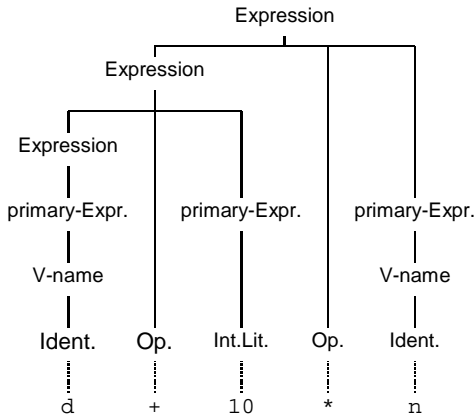 Expression
Expression
Expression
primary-Expr. primary-Expr. primary-Expr.
V-name V-name
Ident. Op. Int.Lit. Op. Ident.
d + 10 * n